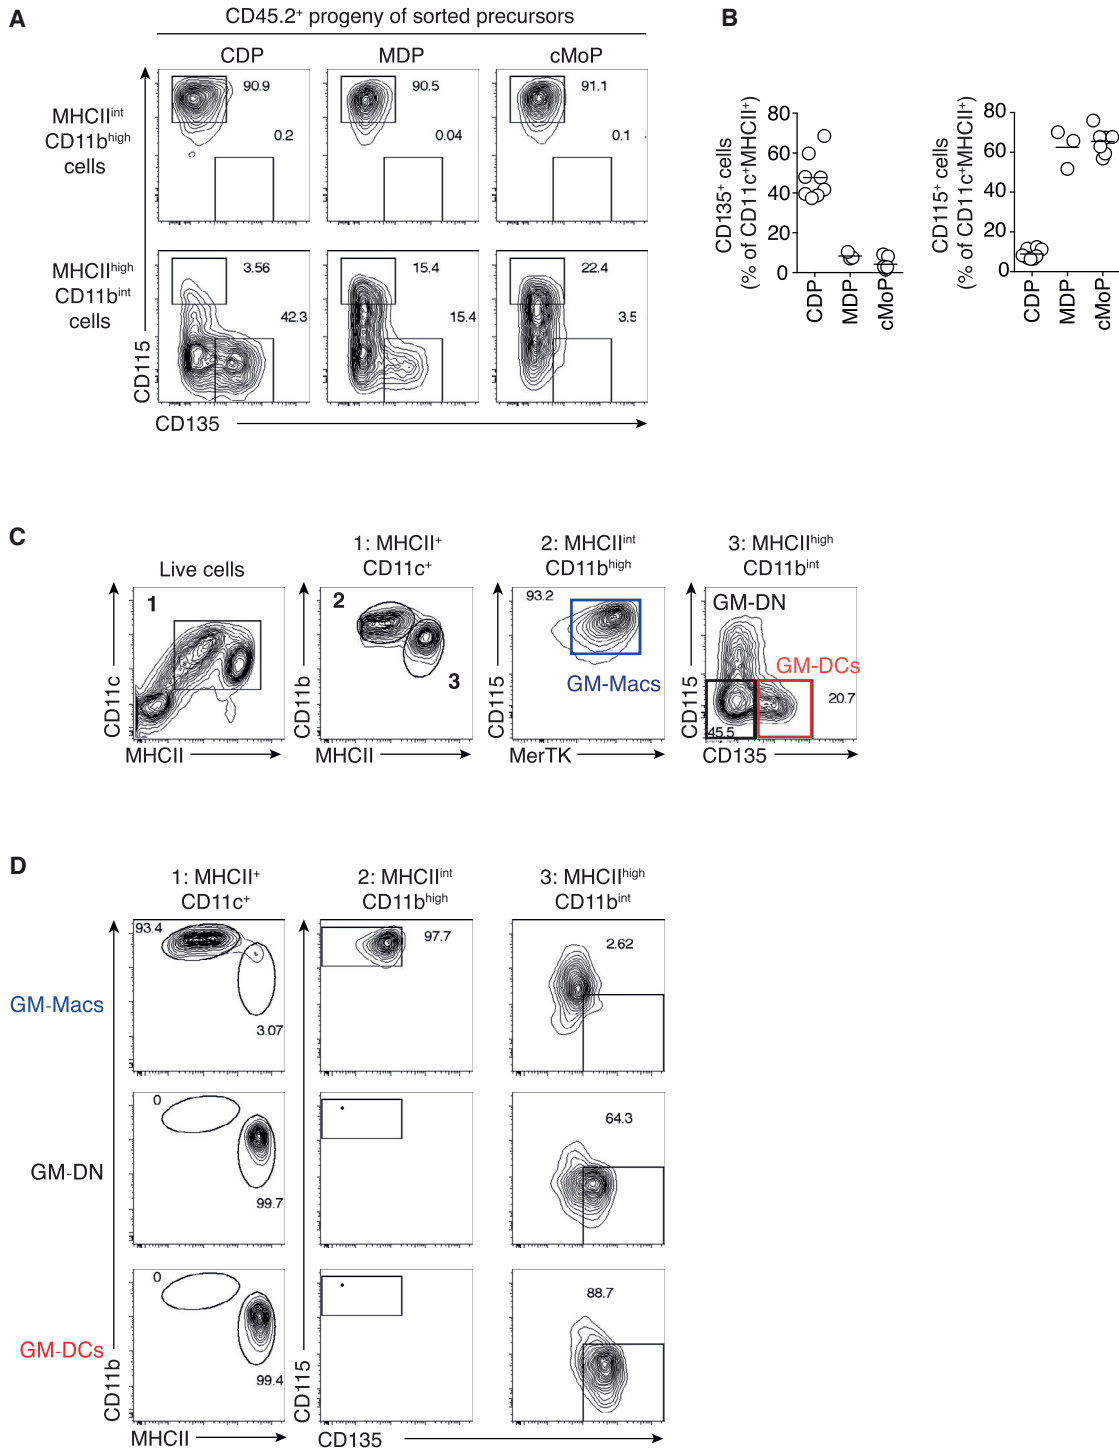 A
CD45.2⁺ progeny of sorted precursors
CDP
MDP
cMoP
MHCIIⁱⁿᵗ
CD11bʰⁱᵍʰ
cells
90.9
0.2
90.5
0.04
91.1
0.1
MHCIIʰⁱᵍʰ
CD11bⁱⁿᵗ
cells
3.56
42.3
15.4
15.4
22.4
3.5
CD115
CD135
B
CD135⁺ cells
(% of CD11c⁺MHCII⁺)
80
60
40
20
0
CDP
MDP
cMoP
CD115⁺ cells
(% of CD11c⁺MHCII⁺)
80
60
40
20
0
CDP
MDP
cMoP
C
Live cells
1
CD11c
MHCII
1: MHCII⁺
CD11c⁺
2
3
CD11b
MHCII
2: MHCIIⁱⁿᵗ
CD11bʰⁱᵍʰ
93.2
GM-Macs
CD115
MerTK
3: MHCIIʰⁱᵍʰ
CD11bⁱⁿᵗ
GM-DN
GM-DCs
20.7
45.5
CD115
CD135
D
1: MHCII⁺
CD11c⁺
2: MHCIIⁱⁿᵗ
CD11bʰⁱᵍʰ
3: MHCIIʰⁱᵍʰ
CD11bⁱⁿᵗ
GM-Macs
93.4
3.07
97.7
2.62
GM-DN
0
99.7
64.3
GM-DCs
0
99.4
88.7
CD11b
MHCII
CD115
CD135